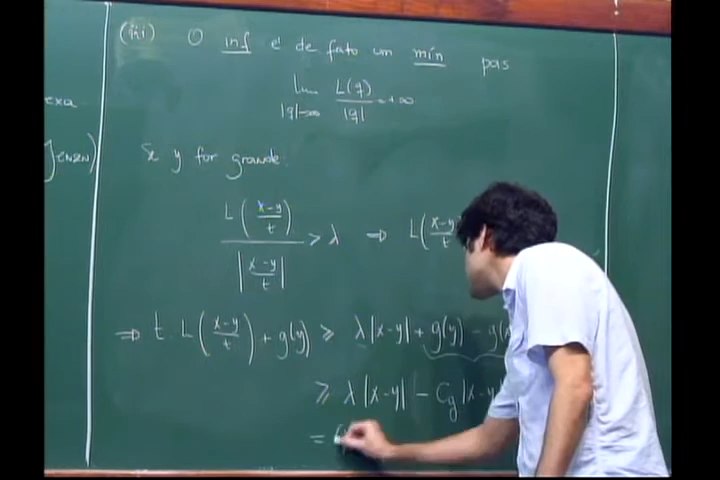 (iii) O inf é de fato um mín pois
lim L(q)/|q| = +∞
|q|→∞
exa
Jensen)
Se y for grande:
L((x-y)/t) / |(x-y)/t| > λ ⇒ L((x-y)/t)
⇒ t. L((x-y)/t) + g(y) ≥ λ|x-y| + g(y) - g(
≥ λ|x-y| - Cg|x-y|
= (